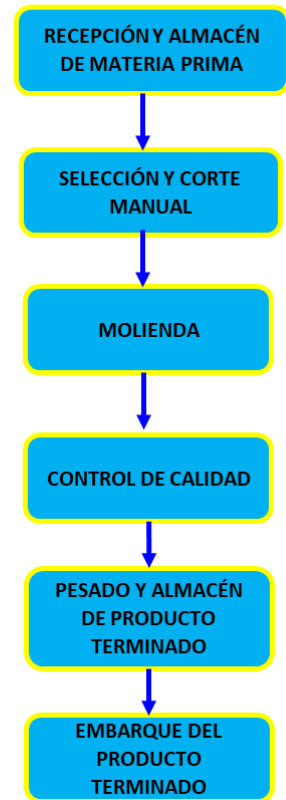 RECEPCIÓN Y ALMACÉN
DE MATERIA PRIMA
SELECCIÓN Y CORTE
MANUAL
MOLIENDA
CONTROL DE CALIDAD
PESADO Y ALMACÉN
DE PRODUCTO
TERMINADO
EMBARQUE DEL
PRODUCTO
TERMINADO